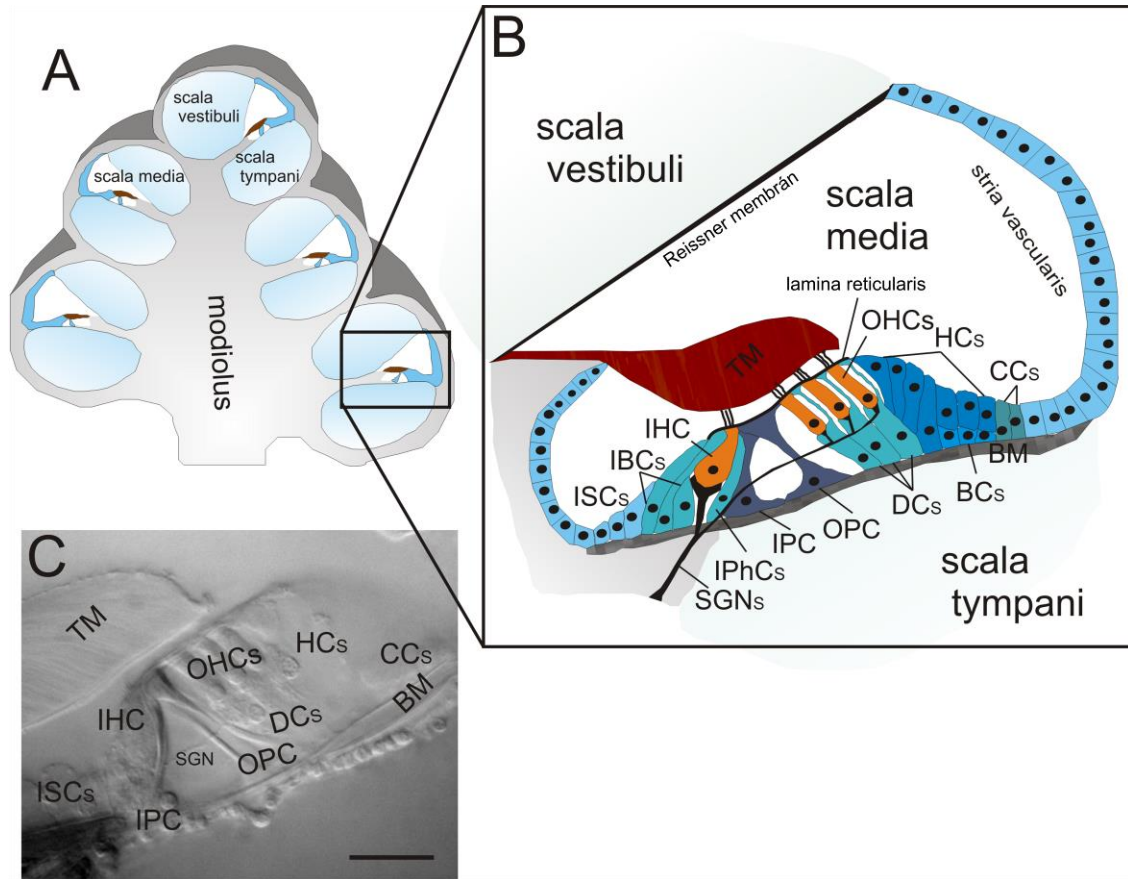 A
scala
vestibuli
scala
tympani
scala media
modiolus
B
scala
vestibuli
Reissner membrán
scala
media
stria vascularis
lamina reticularis
OHCs
HCs
CCs
TM
IHC
IBCs
ISCs
BM
BCs
DCs
OPC
IPC
IPhCs
SGNs
scala
tympani
C
TM
OHCs
HCs
CCs
BM
IHC
DCs
SGN
OPC
ISCs
IPC